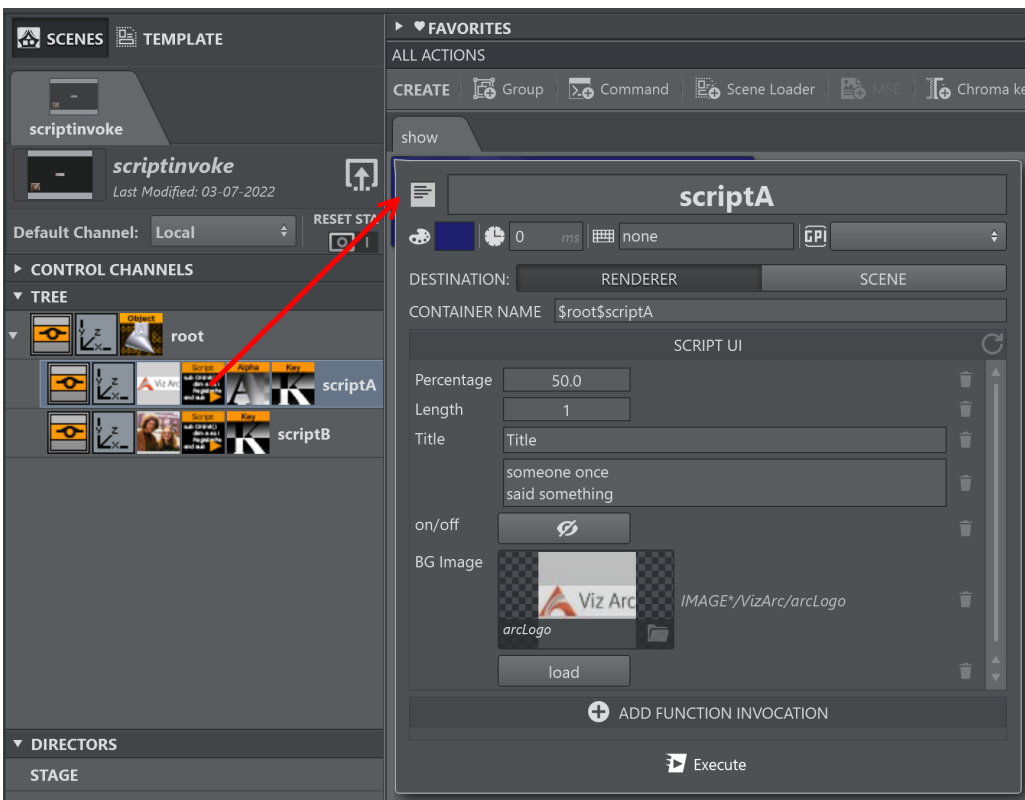 SCENES
TEMPLATE
scriptinvoke
scriptinvoke
Last Modified: 03-07-2022
Default Channel:
Local
RESET STA
CONTROL CHANNELS
TREE
Object
root
Viz Arc
Script
Alpha
Key
scriptA
Script
Key
scriptB
DIRECTORS
STAGE
FAVORITES
ALL ACTIONS
CREATE
Group
Command
Scene Loader
MSE
Chroma ke
show
scriptA
0
ms
none
GPI
DESTINATION:
RENDERER
SCENE
CONTAINER NAME
$root$scriptA
SCRIPT UI
Percentage
50.0
Length
1
Title
Title
someone once
said something
on/off
BG Image
Viz Arc
arcLogo
IMAGE*/VizArc/arcLogo
load
ADD FUNCTION INVOCATION
Execute